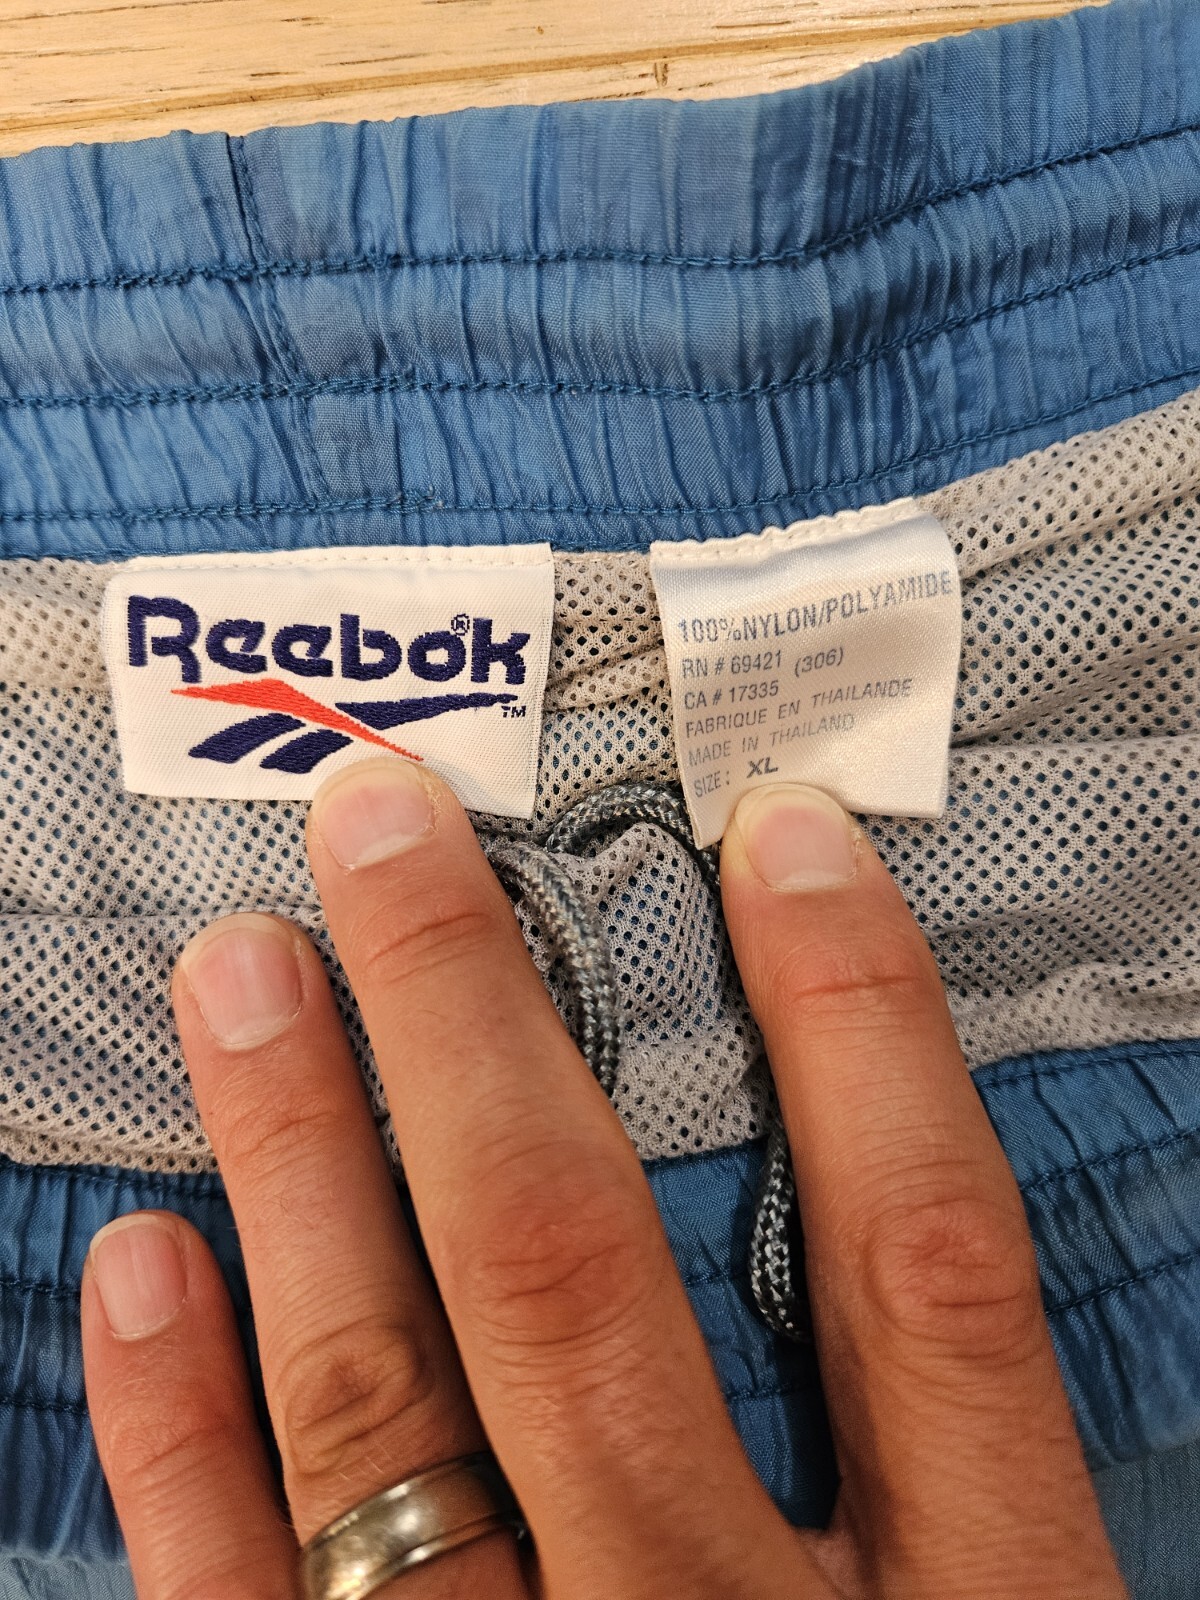 Reebok®
™
100%NYLON/POLYAMIDE
RN # 69421 (306)
CA # 17335
FABRIQUE EN THAILANDE
MADE IN THAILAND
SIZE: XL